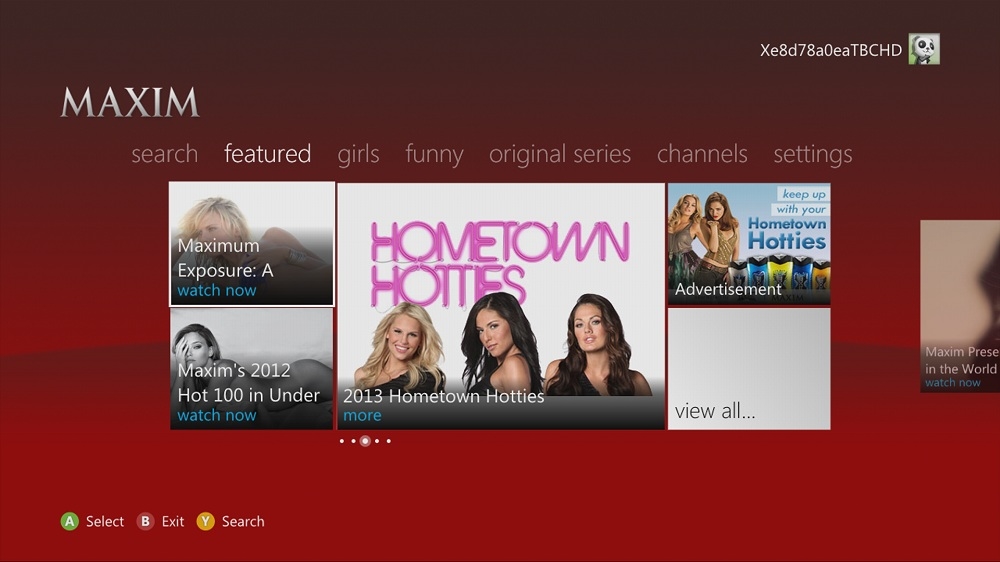 Xe8d78a0eaTBCHD
MAXIM
search featured girls funny original series channels settings
Maximum
Exposure: A
watch now
Maxim's 2012
Hot 100 in Under
watch now
HOMETOWN
HOTTIES
2013 Hometown Hotties
more
keep up
with your
Hometown
Hotties
MAXIM
Advertisement
view all...
Maxim Prese
in the World
watch now
A Select B Exit Y Search